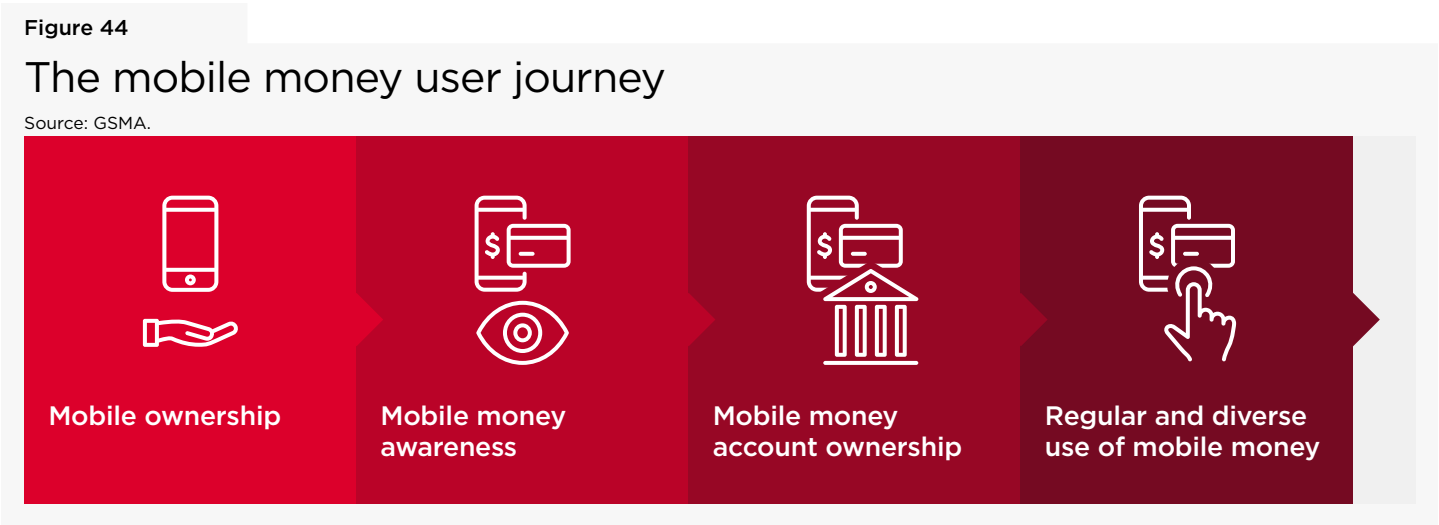 Figure 44
The mobile money user journey
Source: GSMA.
$
$
$
Mobile ownership
Mobile money
awareness
Mobile money
account ownership
Regular and diverse
use of mobile money